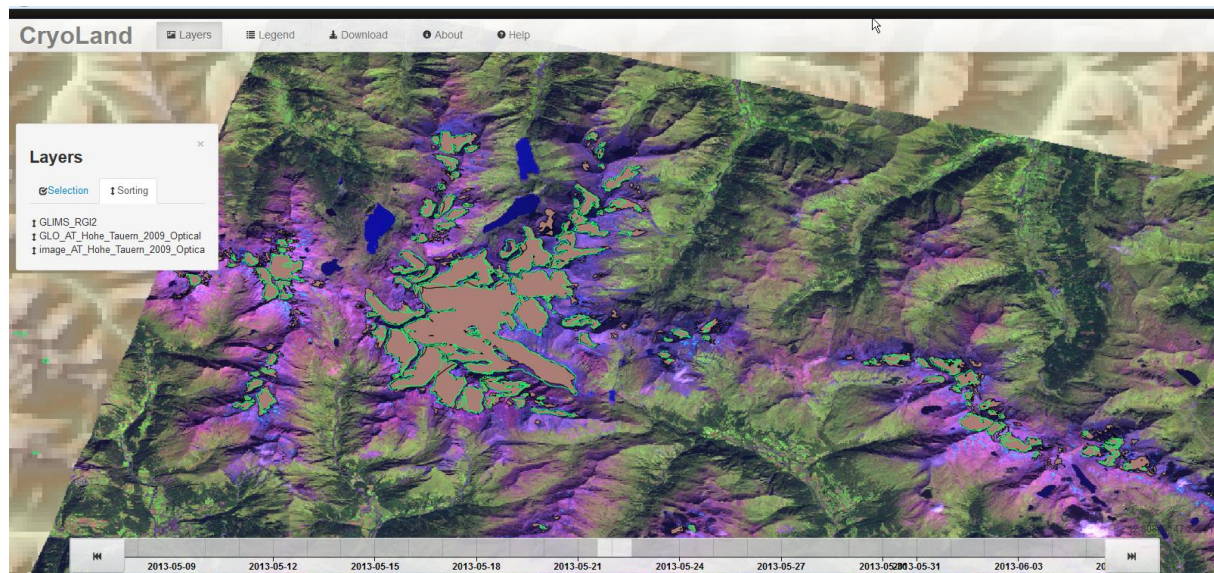 CryoLand Layers Legend Download About Help
Layers
×
Selection Sorting
GLIMS_RGI2
GLO_AT_Hohe_Tauern_2009_Optical
image_AT_Hohe_Tauern_2009_Optica
2013-05-09 2013-05-12 2013-05-15 2013-05-18 2013-05-21 2013-05-24 2013-05-27 2013-05-31 2013-06-03 20